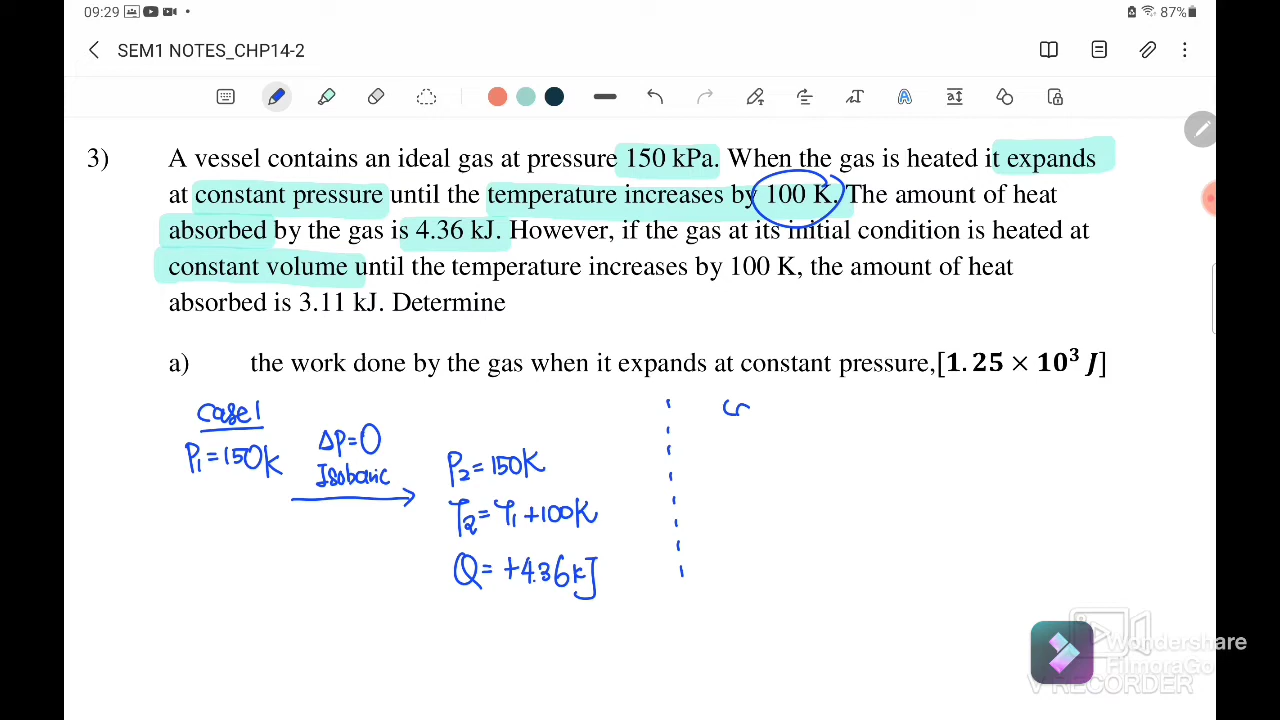 09:29
87%
SEM1 NOTES_CHP14-2
3) A vessel contains an ideal gas at pressure 150 kPa. When the gas is heated it expands
at constant pressure until the temperature increases by 100 K. The amount of heat
absorbed by the gas is 4.36 kJ. However, if the gas at its initial condition is heated at
constant volume until the temperature increases by 100 K, the amount of heat
absorbed is 3.11 kJ. Determine
a) the work done by the gas when it expands at constant pressure,[1.25 × 10³ J]
Case 1
P₁=150k
ΔP=0
Isobaric
P₂=150K
T₂=T₁+100K
Q=+4.36kJ
Wondershare
FilmoraGo
V RECORDER